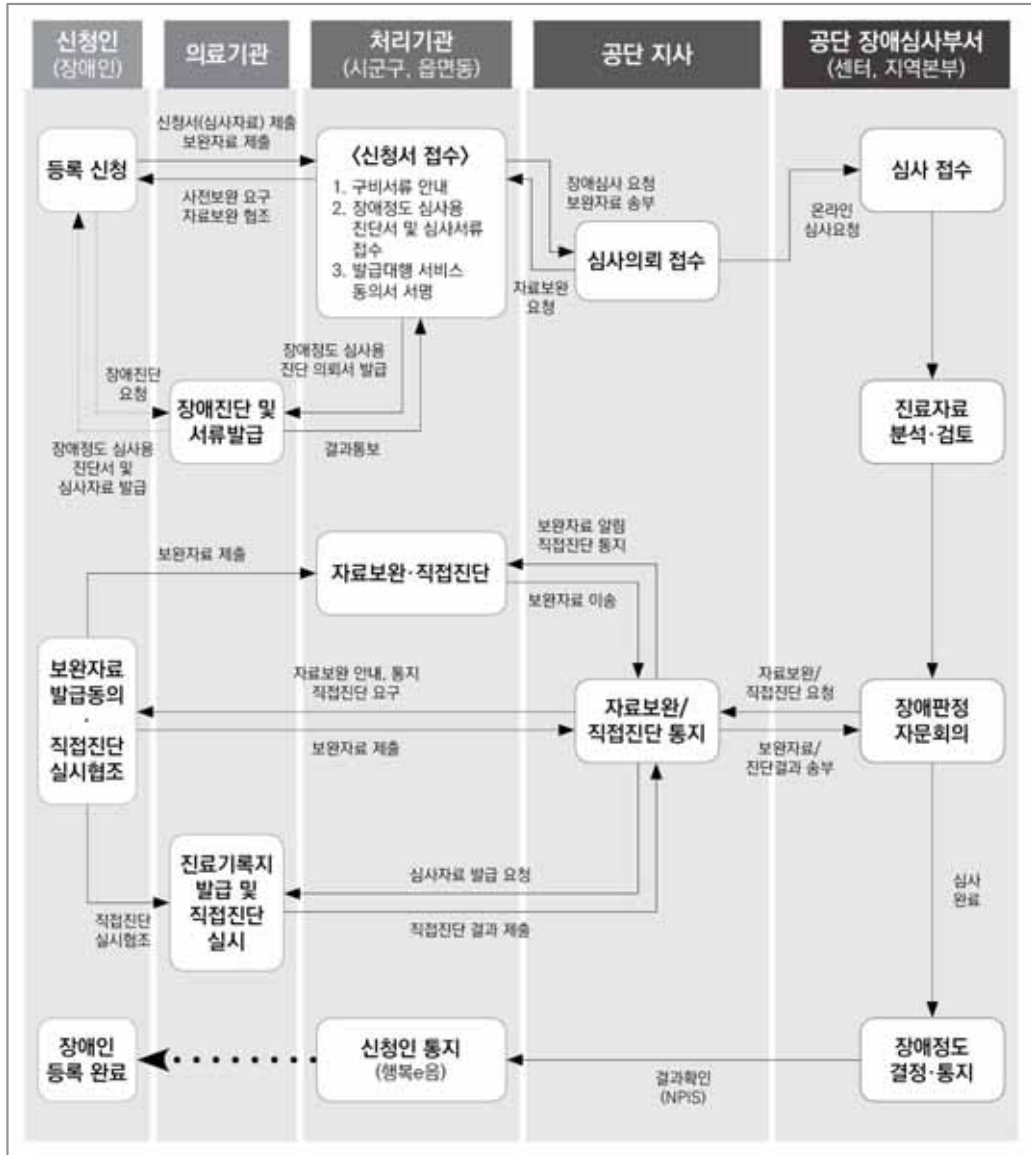 신청인
(장애인)
의료기관
처리기관
(시군구, 읍면동)
공단 지사
공단 장애심사부서
(센터, 지역본부)
신청서(심사자료) 제출
보완자료 제출
등록 신청
사전보완 요구
자료보완 협조
〈신청서 접수〉
1. 구비서류 안내
2. 장애정도 심사용
진단서 및 심사서류
접수
3. 발급대행 서비스
동의서 서명
장애심사 요청
보완자료 송부
심사의뢰 접수
자료보완
요청
온라인
심사요청
심사 접수
장애정도 심사용
진단 의뢰서 발급
장애진단
요청
장애진단 및
서류발급
결과통보
장애정도 심사용
진단서 및
심사자료 발급
진료자료
분석·검토
보완자료 제출
자료보완·직접진단
보완자료 알림
직접진단 통지
보완자료 이송
보완자료
발급동의
·
직접진단
실시협조
자료보완 안내, 통지
직접진단 요구
보완자료 제출
자료보완/
직접진단 통지
자료보완/
직접진단 요청
보완자료/
진단결과 송부
장애판정
자문회의
직접진단
실시협조
진료기록지
발급 및
직접진단
실시
심사자료 발급 요청
직접진단 결과 제출
심사
완료
장애인
등록 완료
신청인 통지
(행복e음)
결과확인
(NPIS)
장애정도
결정·통지